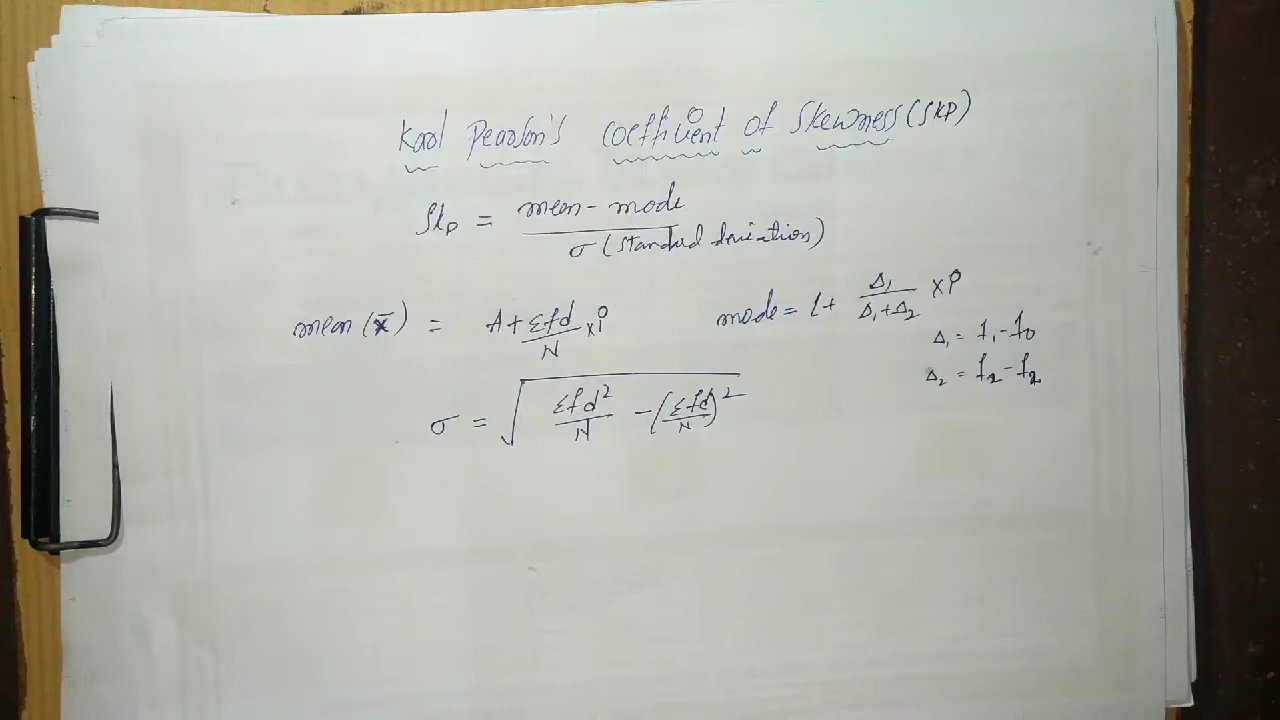 Karl Pearson's coefficient of Skewness (SKP)
SkP = mean - mode / σ (standard deviation)
mean (x̄) = A + Σfd / N × i
mode = l + Δ₁ / Δ₁ + Δ₂ × i
Δ₁ = f₁ - f₀
Δ₂ = f₁ - f₂
σ = √ Σfd² / N - (Σfd / N)²